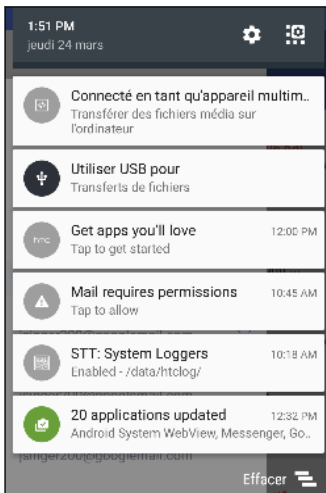 1:51 PM
jeudi 24 mars
Connecté en tant qu'appareil multim..
Transférer des fichiers média sur
l'ordinateur
Utiliser USB pour
Transferts de fichiers
htc
Get apps you'll love
12:00 PM
Tap to get started
Mail requires permissions
10:45 AM
Tap to allow
STT: System Loggers
10:18 AM
Enabled - /data/htclog/
20 applications updated
12:32 PM
Android System WebView, Messenger, Go..
jsinger200@googlemail.com
Effacer